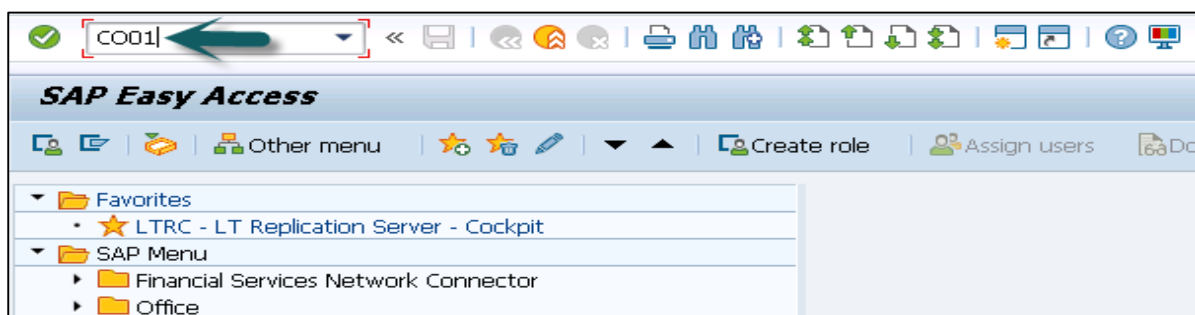 CO01
SAP Easy Access
Other menu Create role Assign users Do
Favorites
LTRC - LT Replication Server - Cockpit
SAP Menu
Financial Services Network Connector
Office